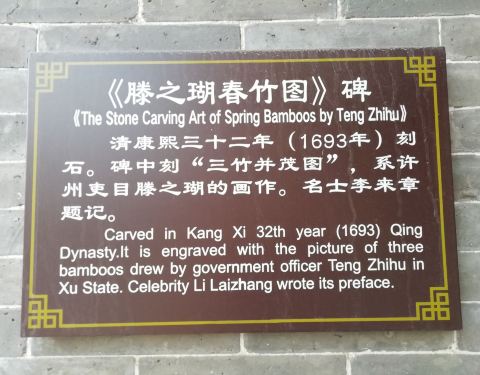 《滕之瑚春竹图》碑
《The Stone Carving Art of Spring Bamboos by Teng Zhihu》
清康熙三十二年（1693年）刻
石。碑中刻“三竹并茂图”，系许
州吏目滕之瑚的画作。名士李来章
题记。
Carved in Kang Xi 32th year (1693) Qing
Dynasty.It is engraved with the picture of three
bamboos drew by government officer Teng Zhihu in
Xu State. Celebrity Li Laizhang wrote its preface.